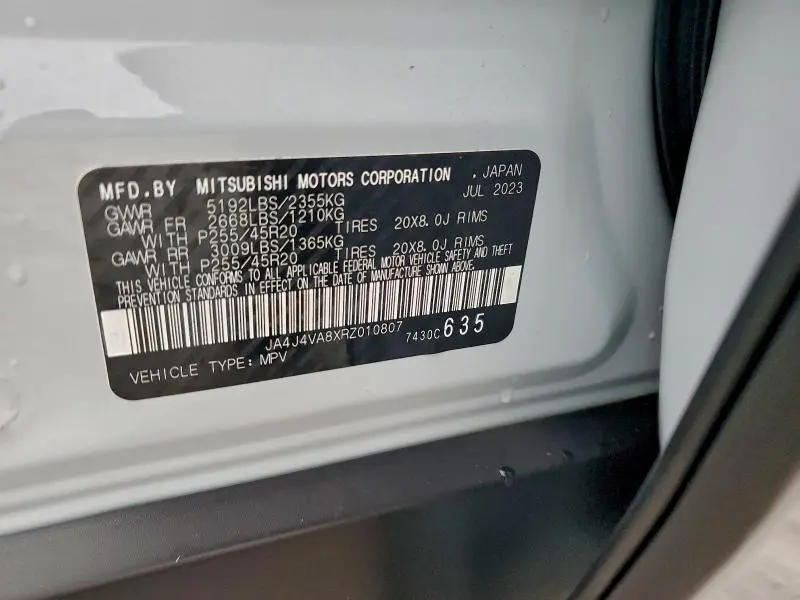 MFD.BY MITSUBISHI MOTORS CORPORATION , JAPAN
GVWR 5192LBS/2355KG JUL 2023
GAWR FR 2668LBS/1210KG
WITH P255/45R20 TIRES 20X8.0J RIMS
GAWR RR 3009LBS/1365KG
WITH P255/45R20 TIRES 20X8.0J RIMS
THIS VEHICLE CONFORMS TO ALL APPLICABLE FEDERAL MOTOR VEHICLE SAFETY AND THEFT
PREVENTION STANDARDS IN EFFECT ON THE DATE OF MANUFACTURE SHOWN ABOVE.
JA4J4VA8XRZ010807 7430C 635
VEHICLE TYPE: MPV